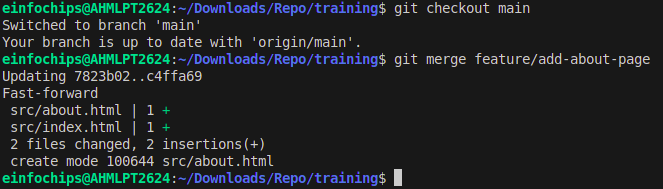 einfochips@AHMLPT2624:~/Downloads/Repo/training$ git checkout main
Switched to branch 'main'
Your branch is up to date with 'origin/main'.
einfochips@AHMLPT2624:~/Downloads/Repo/training$ git merge feature/add-about-page
Updating 7823b02..c4ffa69
Fast-forward
 src/about.html | 1 +
 src/index.html | 1 +
 2 files changed, 2 insertions(+)
 create mode 100644 src/about.html
einfochips@AHMLPT2624:~/Downloads/Repo/training$